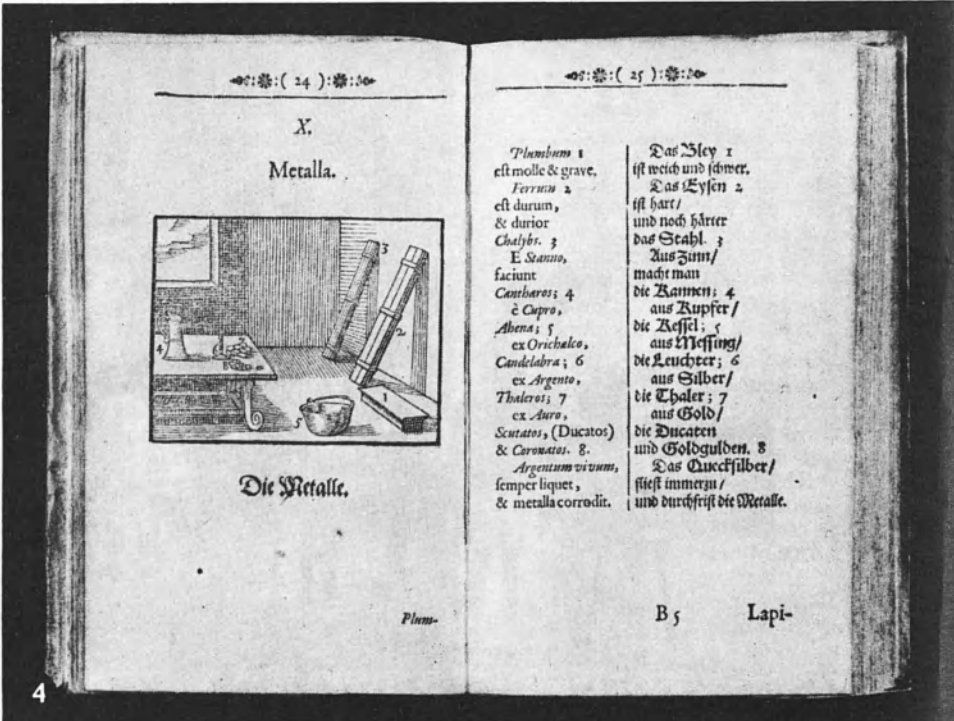 ( 24 )
X.
Metalla.
3
2
4
1
5
Die Metalle.
Plum-
( 25 )
Plumbum 1
est molle & grave,
Ferrum 2
est durum,
& durior
Chalybs. 3
E Stanno,
faciunt
Cantharos; 4
è Cupro,
Ahena; 5
ex Orichalco,
Candelabra; 6
ex Argento,
Thaleros; 7
ex Auro,
Scutatos, (Ducatos)
& Coronatos. 8.
Argentum vivum,
semper liquet,
& metalla corrodit.
Das Bley 1
ist weich und schwer.
Das Eysen 2
ist hart/
und noch härter
das Stahl. 3
Aus Zinn/
macht man
die Kannen; 4
aus Kupfer/
die Kessel; 5
aus Messing/
die Leuchter; 6
aus Silber/
die Thaler; 7
aus Gold/
die Ducaten
und Goldgulden. 8
Das Quecksilber/
fliest immerzu/
und durchfrist die Metalle.
B 5 Lapi-
4